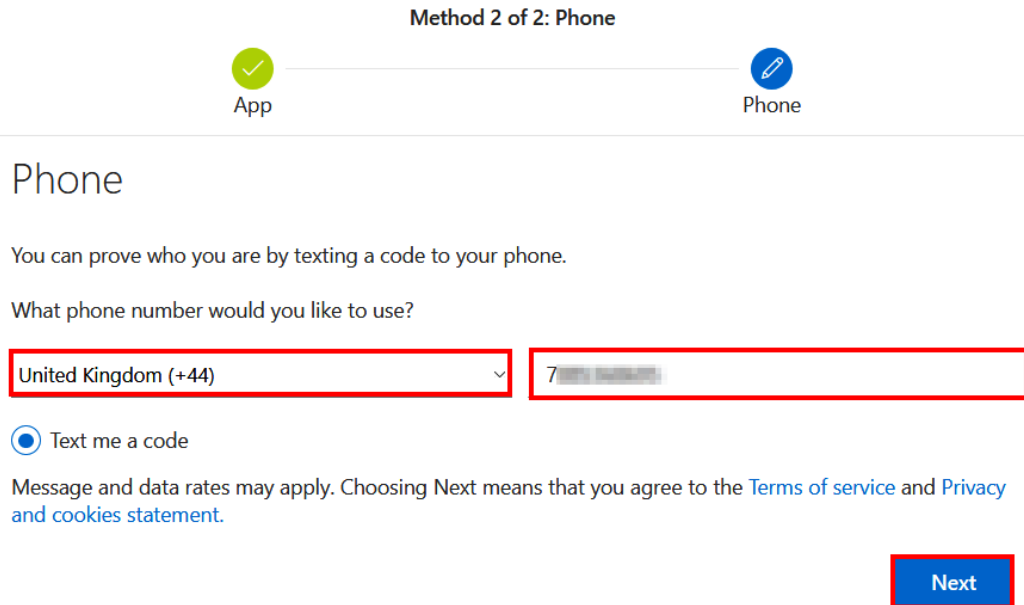 Method 2 of 2: Phone
App
Phone
Phone
You can prove who you are by texting a code to your phone.
What phone number would you like to use?
United Kingdom (+44)
7
Text me a code
Message and data rates may apply. Choosing Next means that you agree to the Terms of service and Privacy
and cookies statement.
Next